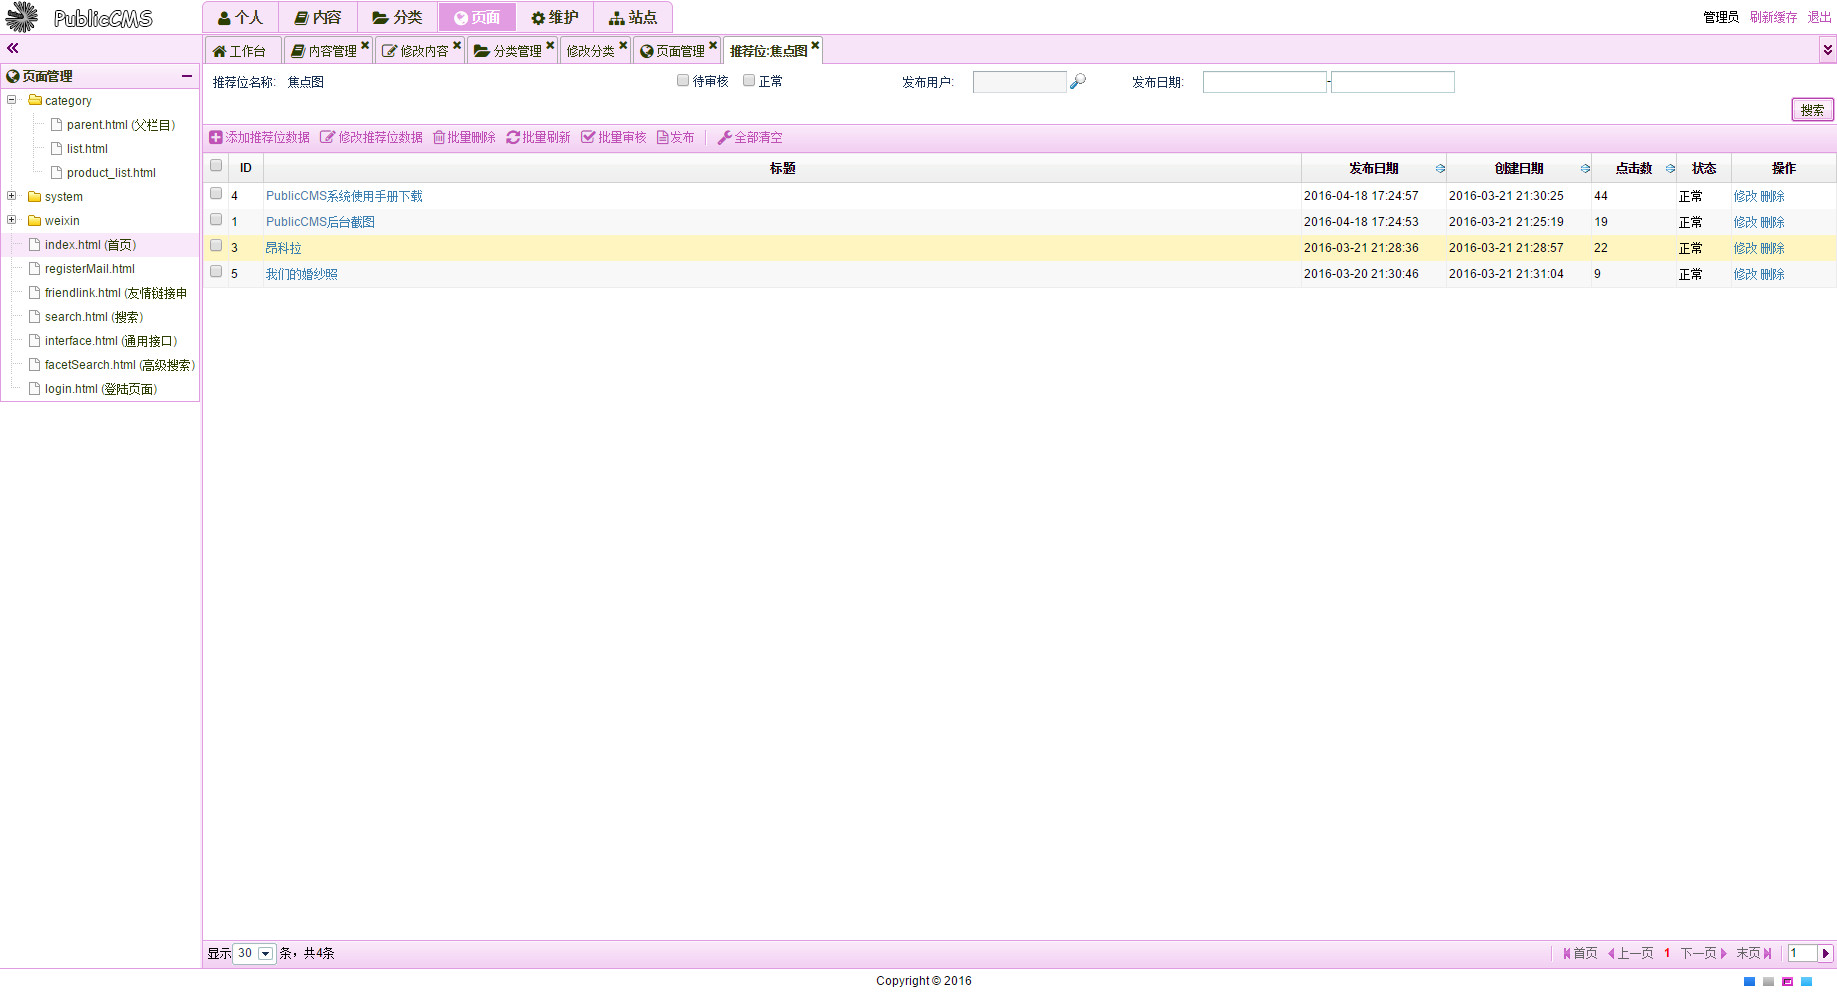 PublicCMS 个人 内容 分类 页面 维护 站点 管理员 刷新缓存 退出
工作台 内容管理 修改内容 分类管理 修改分类 页面管理 推荐位:焦点图
页面管理
category
parent.html (父栏目)
list.html
product_list.html
system
weixin
index.html (首页)
registerMail.html
friendlink.html (友情链接申
search.html (搜索)
interface.html (通用接口)
facetSearch.html (高级搜索)
login.html (登陆页面)
推荐位名称: 焦点图 待审核 正常 发布用户: 发布日期: -
搜索
添加推荐位数据 修改推荐位数据 批量删除 批量刷新 批量审核 发布 全部清空
ID 标题 发布日期 创建日期 点击数 状态 操作
4 PublicCMS系统使用手册下载 2016-04-18 17:24:57 2016-03-21 21:30:25 44 正常 修改 删除
1 PublicCMS后台截图 2016-04-18 17:24:53 2016-03-21 21:25:19 19 正常 修改 删除
3 昂科拉 2016-03-21 21:28:36 2016-03-21 21:28:57 22 正常 修改 删除
5 我们的婚纱照 2016-03-20 21:30:46 2016-03-21 21:31:04 9 正常 修改 删除
显示 30 条，共4条 首页 上一页 1 下一页 末页 1
Copyright © 2016